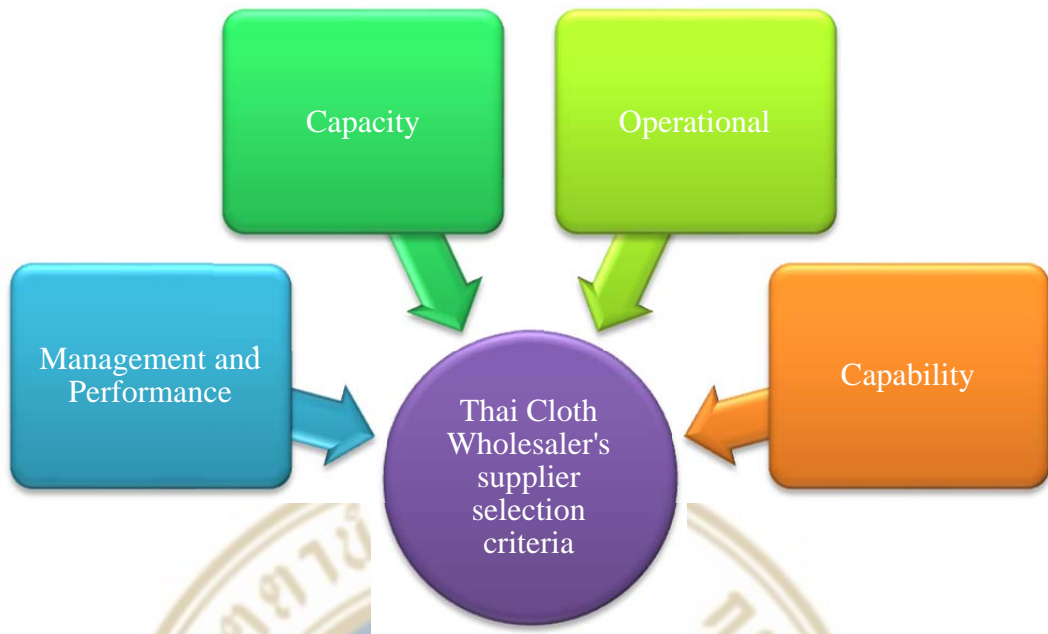 Capacity
Operational
Management and
Performance
Capability
Thai Cloth
Wholesaler's
supplier
selection
criteria